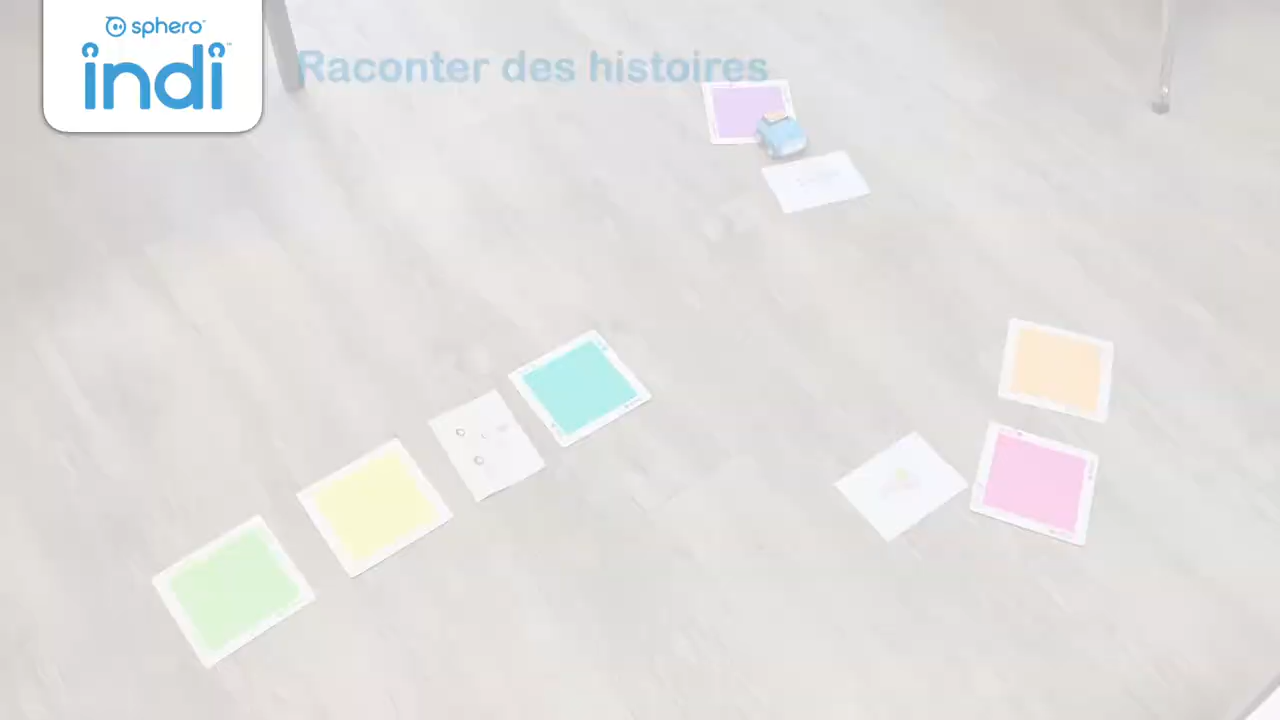 sphero
indi
Raconter des histoires